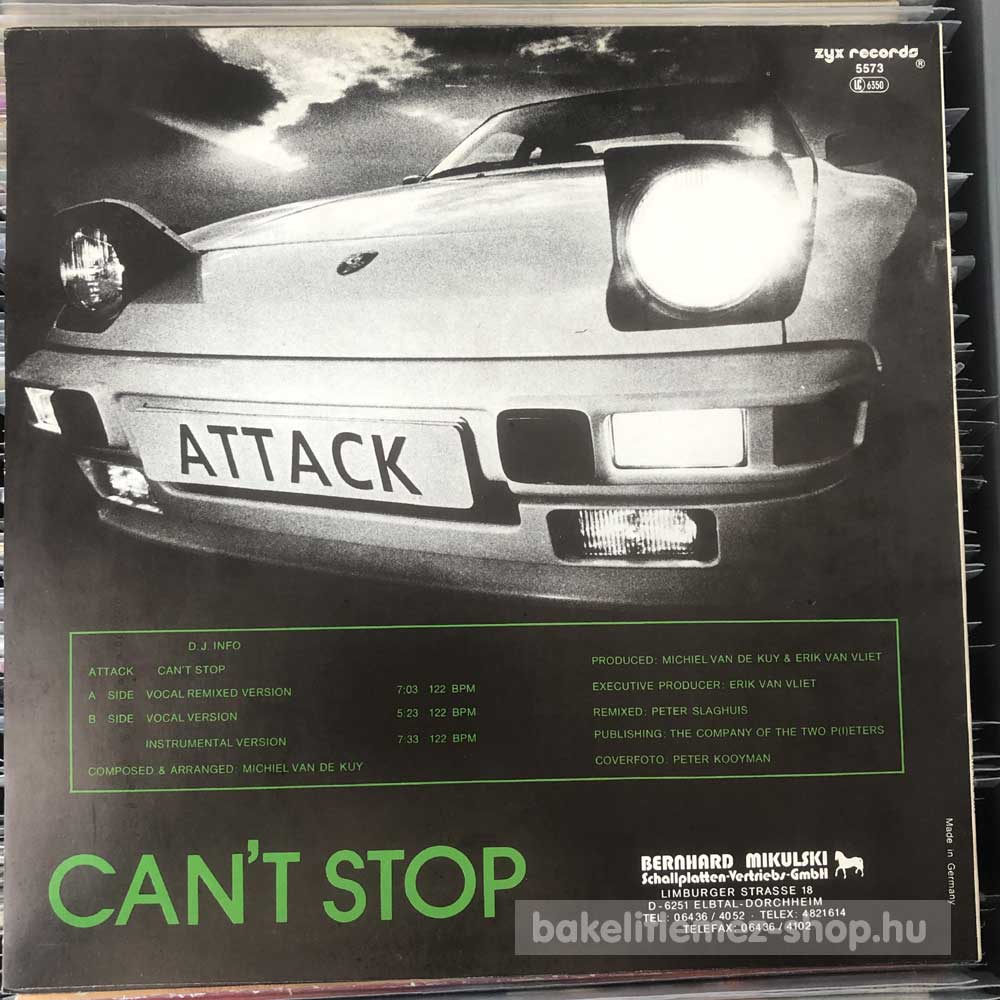 zyx records ®
5573
LC 6350
ATTACK
D.J. INFO
ATTACK CAN'T STOP
A SIDE VOCAL REMIXED VERSION 7:03 122 BPM
B SIDE VOCAL VERSION 5:23 122 BPM
INSTRUMENTAL VERSION 7:33 122 BPM
COMPOSED & ARRANGED: MICHIEL VAN DE KUY
PRODUCED: MICHIEL VAN DE KUY & ERIK VAN VLIET
EXECUTIVE PRODUCER: ERIK VAN VLIET
REMIXED: PETER SLAGHUIS
PUBLISHING: THE COMPANY OF THE TWO P(I)ETERS
COVERFOTO: PETER KOOYMAN
CAN'T STOP
BERNHARD MIKULSKI
Schallplatten-Vertriebs-GmbH
LIMBURGER STRASSE 18
D-6251 ELBTAL-DORCHHEIM
TEL: 06436 / 4052 · TELEX: 4821614
TELEFAX: 06436 / 4102
Made in Germany
bakelitlemez-shop.hu